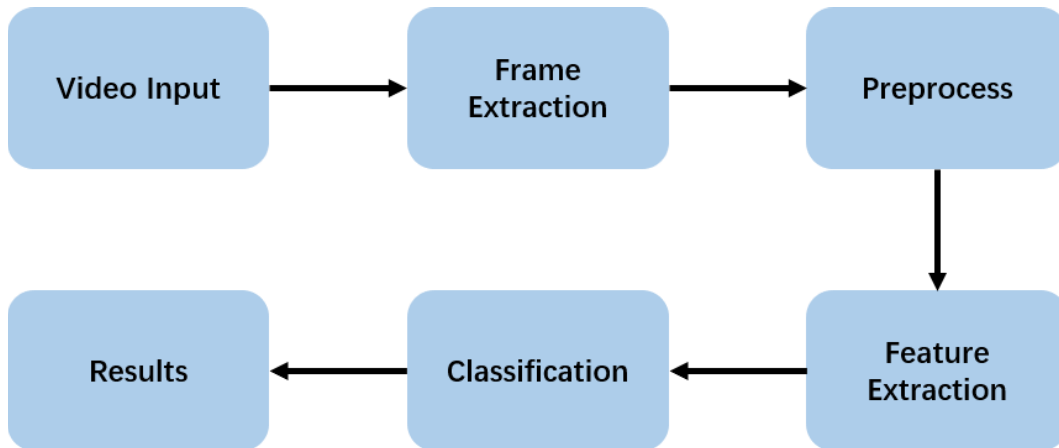 Video Input
Frame
Extraction
Preprocess
Feature
Extraction
Classification
Results